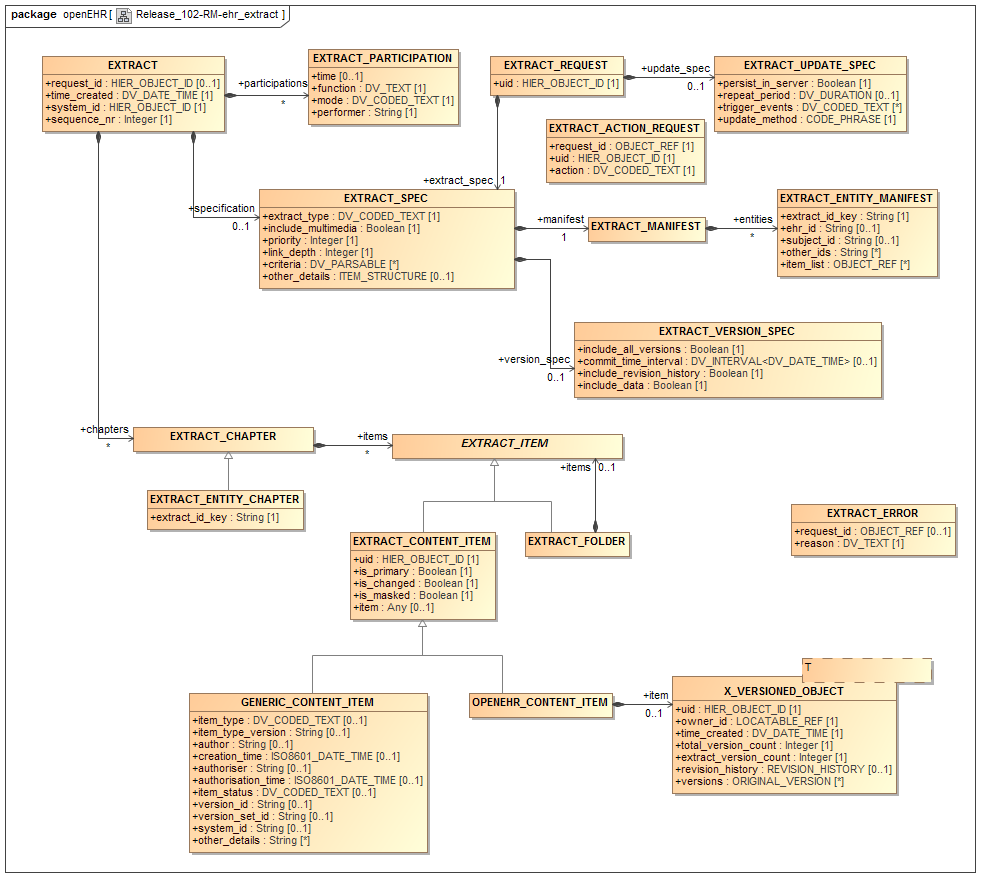 package openEHR [ Release_102-RM-ehr_extract ]
EXTRACT
+request_id : HIER_OBJECT_ID [0..1]
+time_created : DV_DATE_TIME [1]
+system_id : HIER_OBJECT_ID [1]
+sequence_nr : Integer [1]
+participations
*
EXTRACT_PARTICIPATION
+time [0..1]
+function : DV_TEXT [1]
+mode : DV_CODED_TEXT [1]
+performer : String [1]
EXTRACT_REQUEST
+uid : HIER_OBJECT_ID [1]
+update_spec
0..1
EXTRACT_UPDATE_SPEC
+persist_in_server : Boolean [1]
+repeat_period : DV_DURATION [0..1]
+trigger_events : DV_CODED_TEXT [*]
+update_method : CODE_PHRASE [1]
EXTRACT_ACTION_REQUEST
+request_id : OBJECT_REF [1]
+uid : HIER_OBJECT_ID [1]
+action : DV_CODED_TEXT [1]
+extract_spec 1
+specification
0..1
EXTRACT_SPEC
+extract_type : DV_CODED_TEXT [1]
+include_multimedia : Boolean [1]
+priority : Integer [1]
+link_depth : Integer [1]
+criteria : DV_PARSABLE [*]
+other_details : ITEM_STRUCTURE [0..1]
+manifest
1
EXTRACT_MANIFEST
+entities
*
EXTRACT_ENTITY_MANIFEST
+extract_id_key : String [1]
+ehr_id : String [0..1]
+subject_id : String [0..1]
+other_ids : String [*]
+item_list : OBJECT_REF [*]
+version_spec
0..1
EXTRACT_VERSION_SPEC
+include_all_versions : Boolean [1]
+commit_time_interval : DV_INTERVAL<DV_DATE_TIME> [0..1]
+include_revision_history : Boolean [1]
+include_data : Boolean [1]
+chapters
*
EXTRACT_CHAPTER
+items
*
EXTRACT_ITEM
+items 0..1
EXTRACT_ENTITY_CHAPTER
+extract_id_key : String [1]
EXTRACT_CONTENT_ITEM
+uid : HIER_OBJECT_ID [1]
+is_primary : Boolean [1]
+is_changed : Boolean [1]
+is_masked : Boolean [1]
+item : Any [0..1]
EXTRACT_FOLDER
EXTRACT_ERROR
+request_id : OBJECT_REF [0..1]
+reason : DV_TEXT [1]
GENERIC_CONTENT_ITEM
+item_type : DV_CODED_TEXT [0..1]
+item_type_version : String [0..1]
+author : String [0..1]
+creation_time : ISO8601_DATE_TIME [0..1]
+authoriser : String [0..1]
+authorisation_time : ISO8601_DATE_TIME [0..1]
+item_status : DV_CODED_TEXT [0..1]
+version_id : String [0..1]
+version_set_id : String [0..1]
+system_id : String [0..1]
+other_details : String [*]
OPENEHR_CONTENT_ITEM
+item
0..1
T
X_VERSIONED_OBJECT
+uid : HIER_OBJECT_ID [1]
+owner_id : LOCATABLE_REF [1]
+time_created : DV_DATE_TIME [1]
+total_version_count : Integer [1]
+extract_version_count : Integer [1]
+revision_history : REVISION_HISTORY [0..1]
+versions : ORIGINAL_VERSION [*]